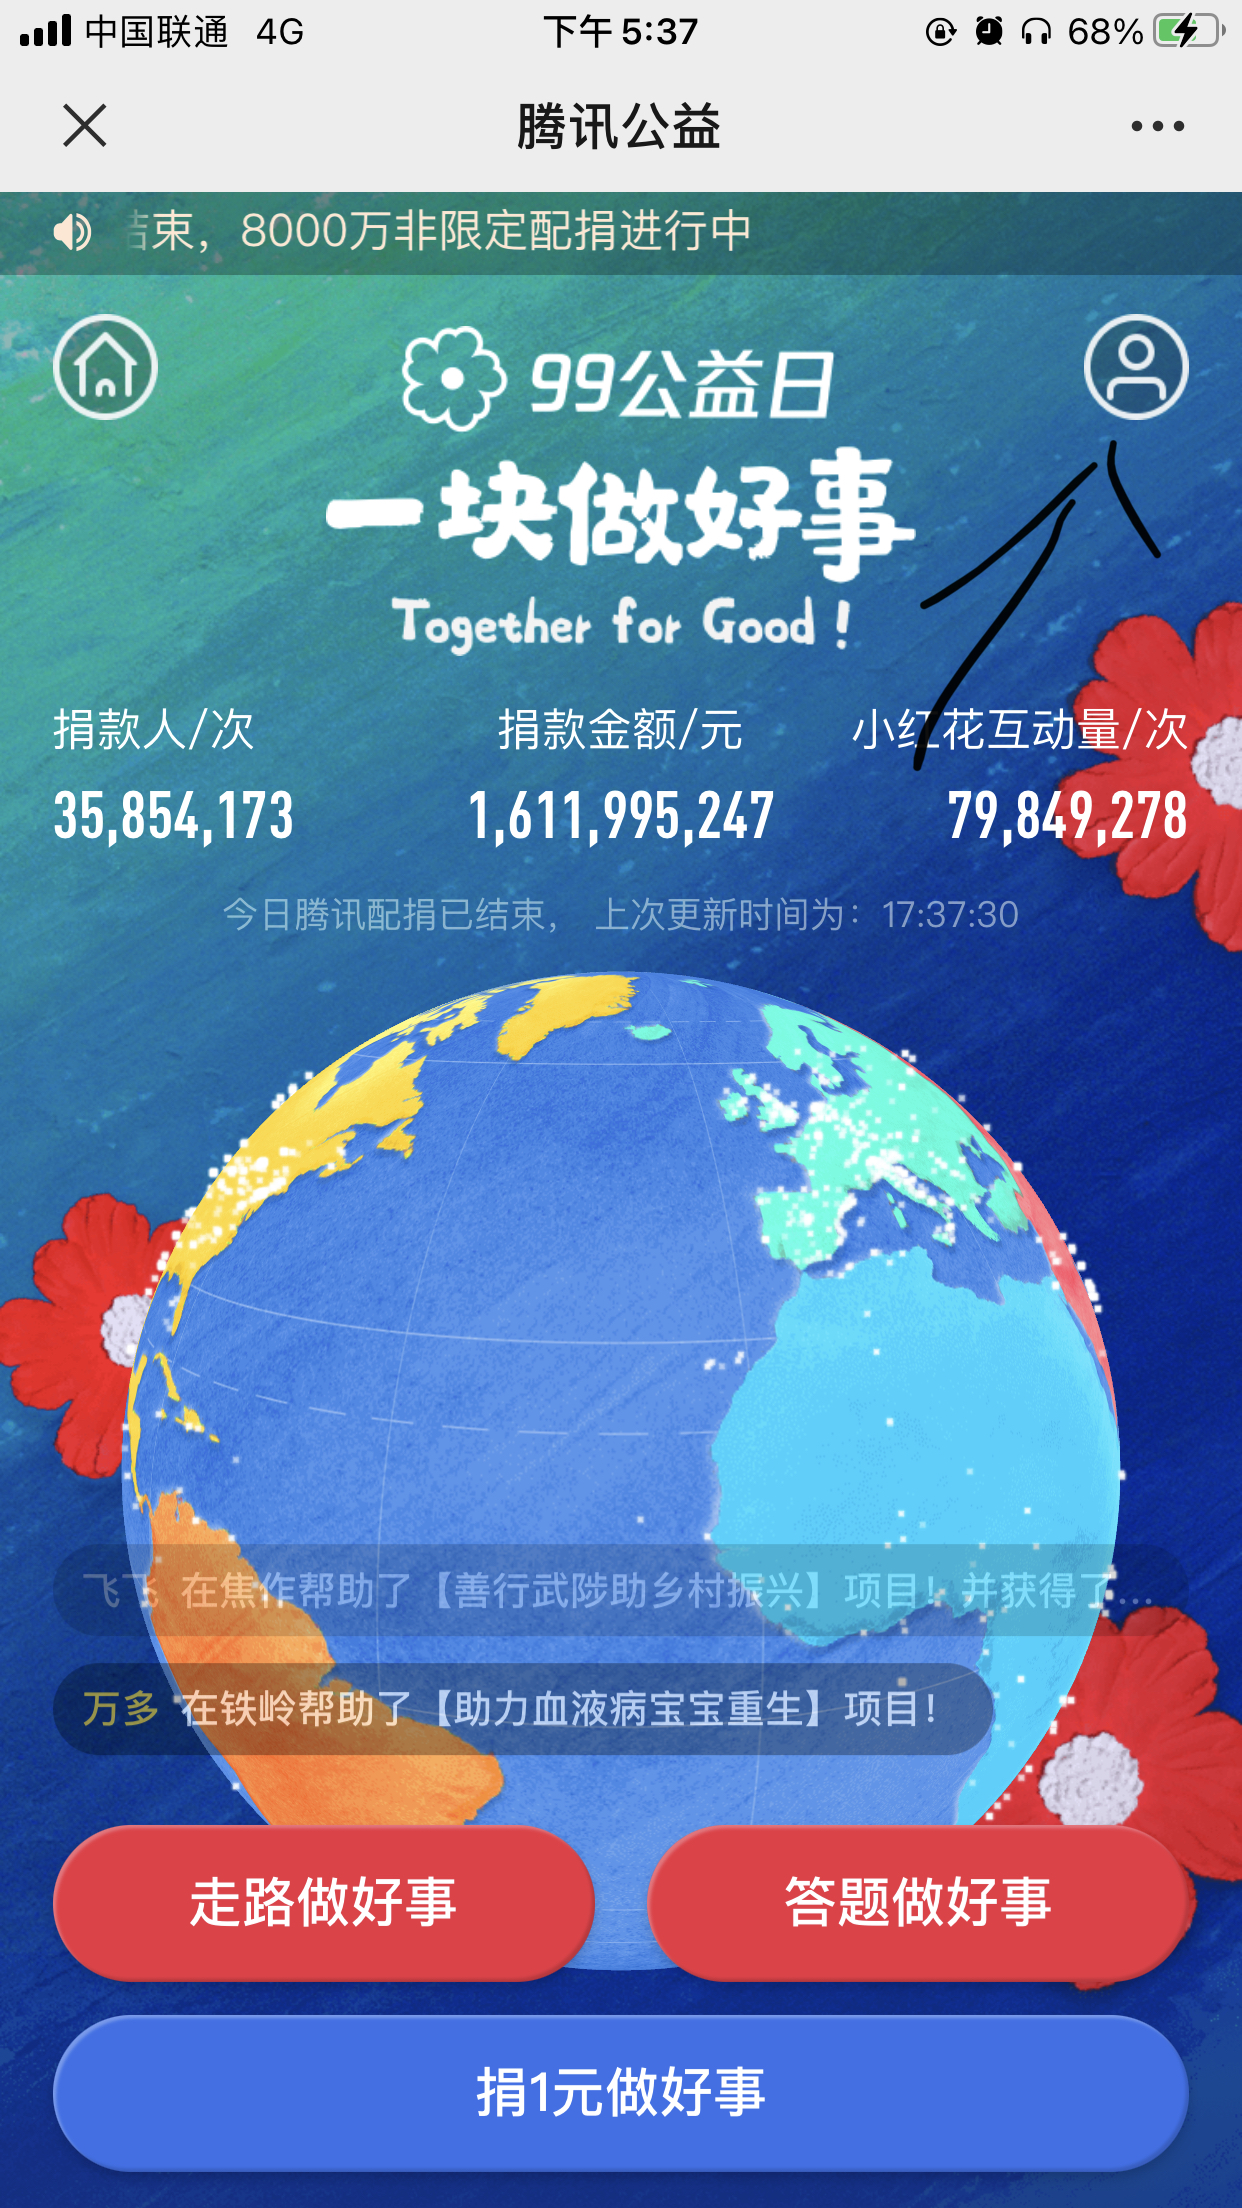 中国联通 4G 下午 5:37 68%
腾讯公益
结束，8000万非限定配捐进行中
99公益日
一块做好事
Together for Good !
捐款人/次 捐款金额/元 小红花互动量/次
35,854,173 1,611,995,247 79,849,278
今日腾讯配捐已结束， 上次更新时间为：17:37:30
飞飞 在焦作帮助了【善行武陟助乡村振兴】项目！并获得了...
万多 在铁岭帮助了【助力血液病宝宝重生】项目！
走路做好事 答题做好事
捐1元做好事